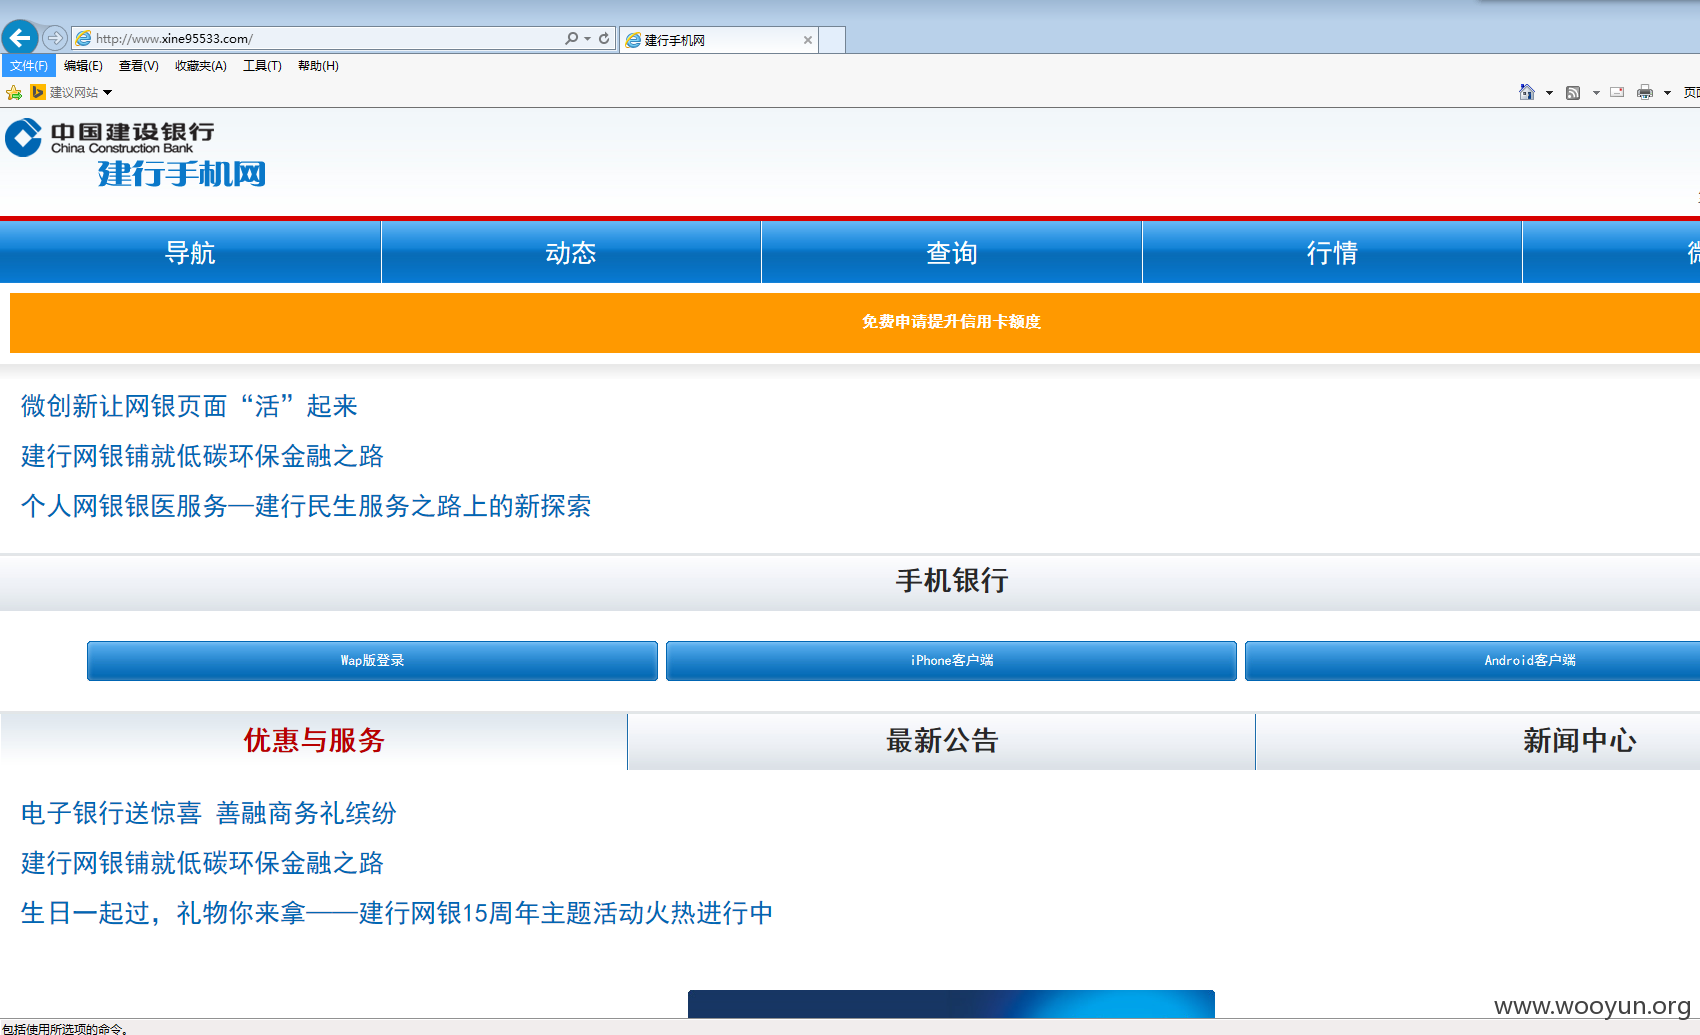 http://www.xine95533.com/
建行手机网
文件(F) 编辑(E) 查看(V) 收藏夹(A) 工具(T) 帮助(H)
建议网站
中国建设银行
China Construction Bank
建行手机网
导航 动态 查询 行情
免费申请提升信用卡额度
微创新让网银页面“活”起来
建行网银铺就低碳环保金融之路
个人网银银医服务—建行民生服务之路上的新探索
手机银行
Wap版登录 iPhone客户端 Android客户端
优惠与服务 最新公告 新闻中心
电子银行送惊喜 善融商务礼缤纷
建行网银铺就低碳环保金融之路
生日一起过，礼物你来拿——建行网银15周年主题活动火热进行中
www.wooyun.org
包括使用所选项的命令。